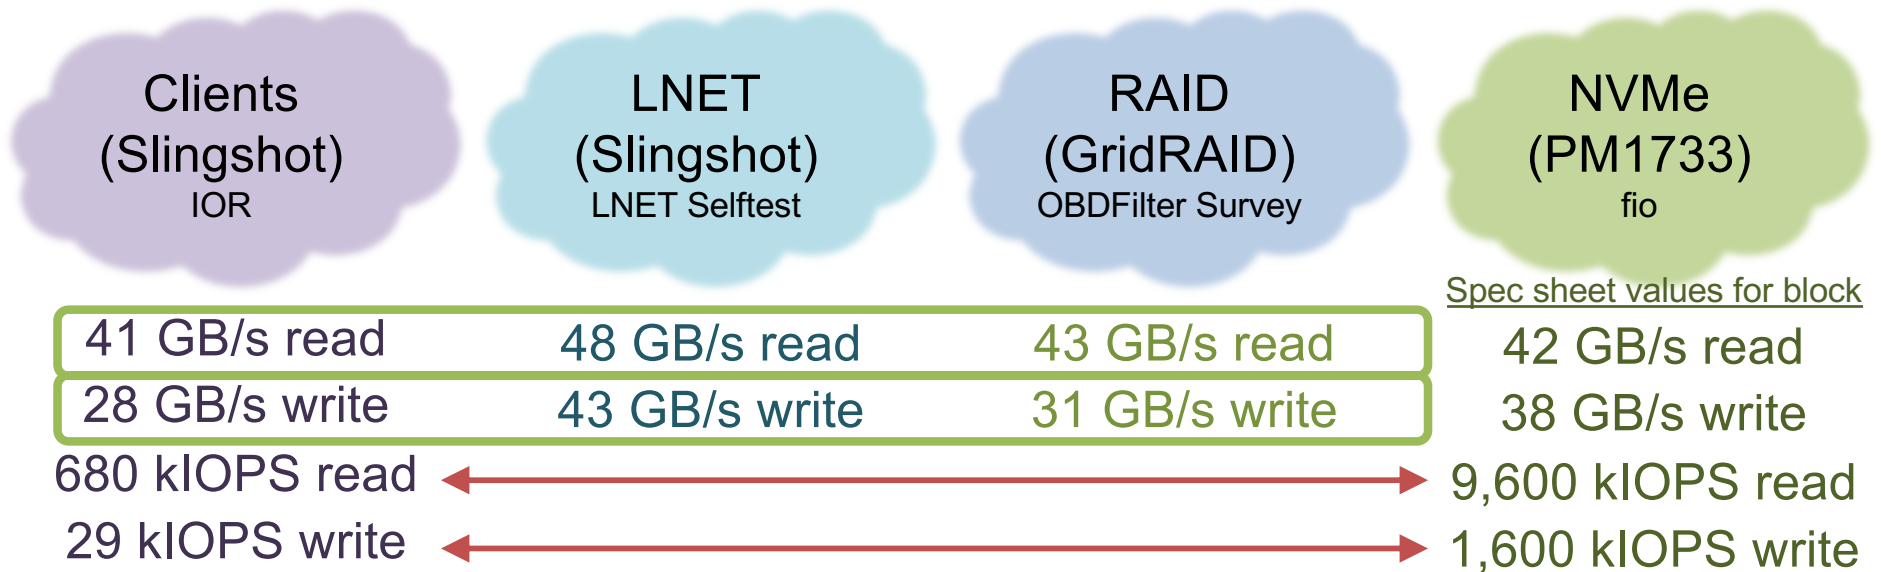 Clients
(Slingshot)
IOR
LNET
(Slingshot)
LNET Selftest
RAID
(GridRAID)
OBDFilter Survey
NVMe
(PM1733)
fio
Spec sheet values for block
41 GB/s read
48 GB/s read
43 GB/s read
42 GB/s read
28 GB/s write
43 GB/s write
31 GB/s write
38 GB/s write
680 kIOPS read
9,600 kIOPS read
29 kIOPS write
1,600 kIOPS write